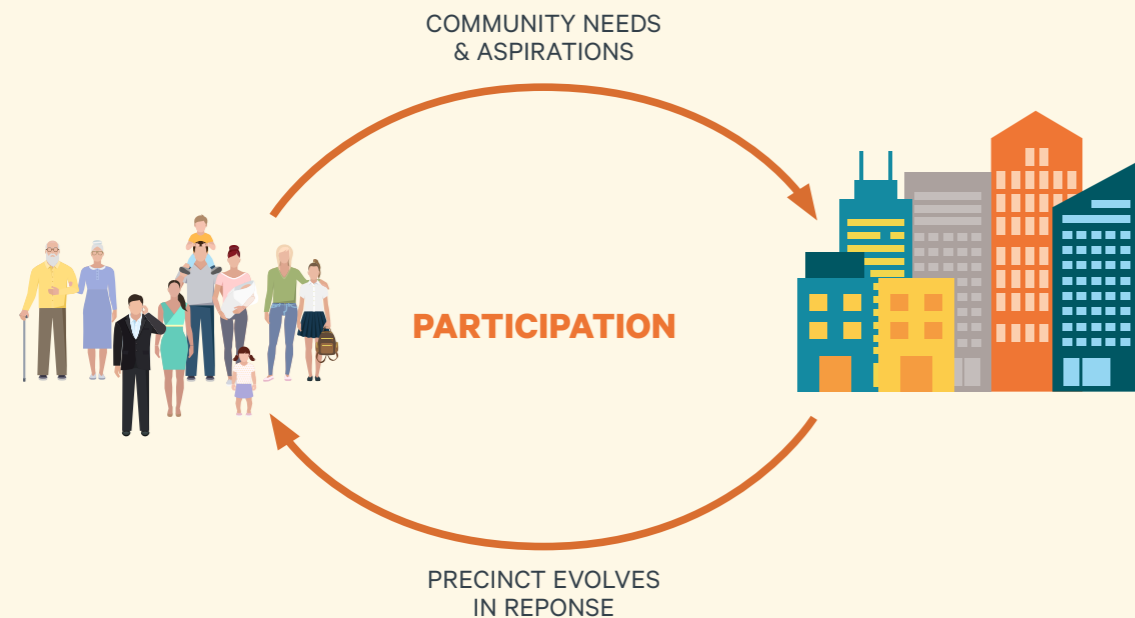 COMMUNITY NEEDS
& ASPIRATIONS
PARTICIPATION
PRECINCT EVOLVES
IN REPONSE